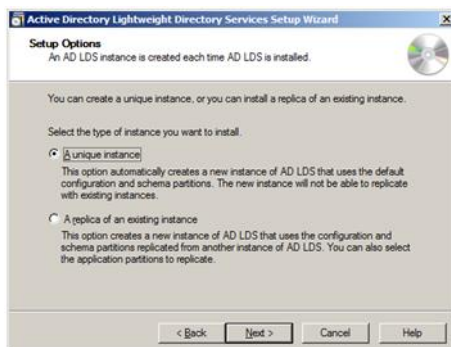 Active Directory Lightweight Directory Services Setup Wizard
Setup Options
An AD LDS instance is created each time AD LDS is installed.
You can create a unique instance, or you can install a replica of an existing instance.
Select the type of instance you want to install.
A unique instance
This option automatically creates a new instance of AD LDS that uses the default
configuration and schema partitions. The new instance will not be able to replicate
with existing instances.
A replica of an existing instance
This option creates a new instance of AD LDS that uses the configuration and
schema partitions replicated from another instance of AD LDS. You can also select
the application partitions to replicate.
< Back Next > Cancel Help